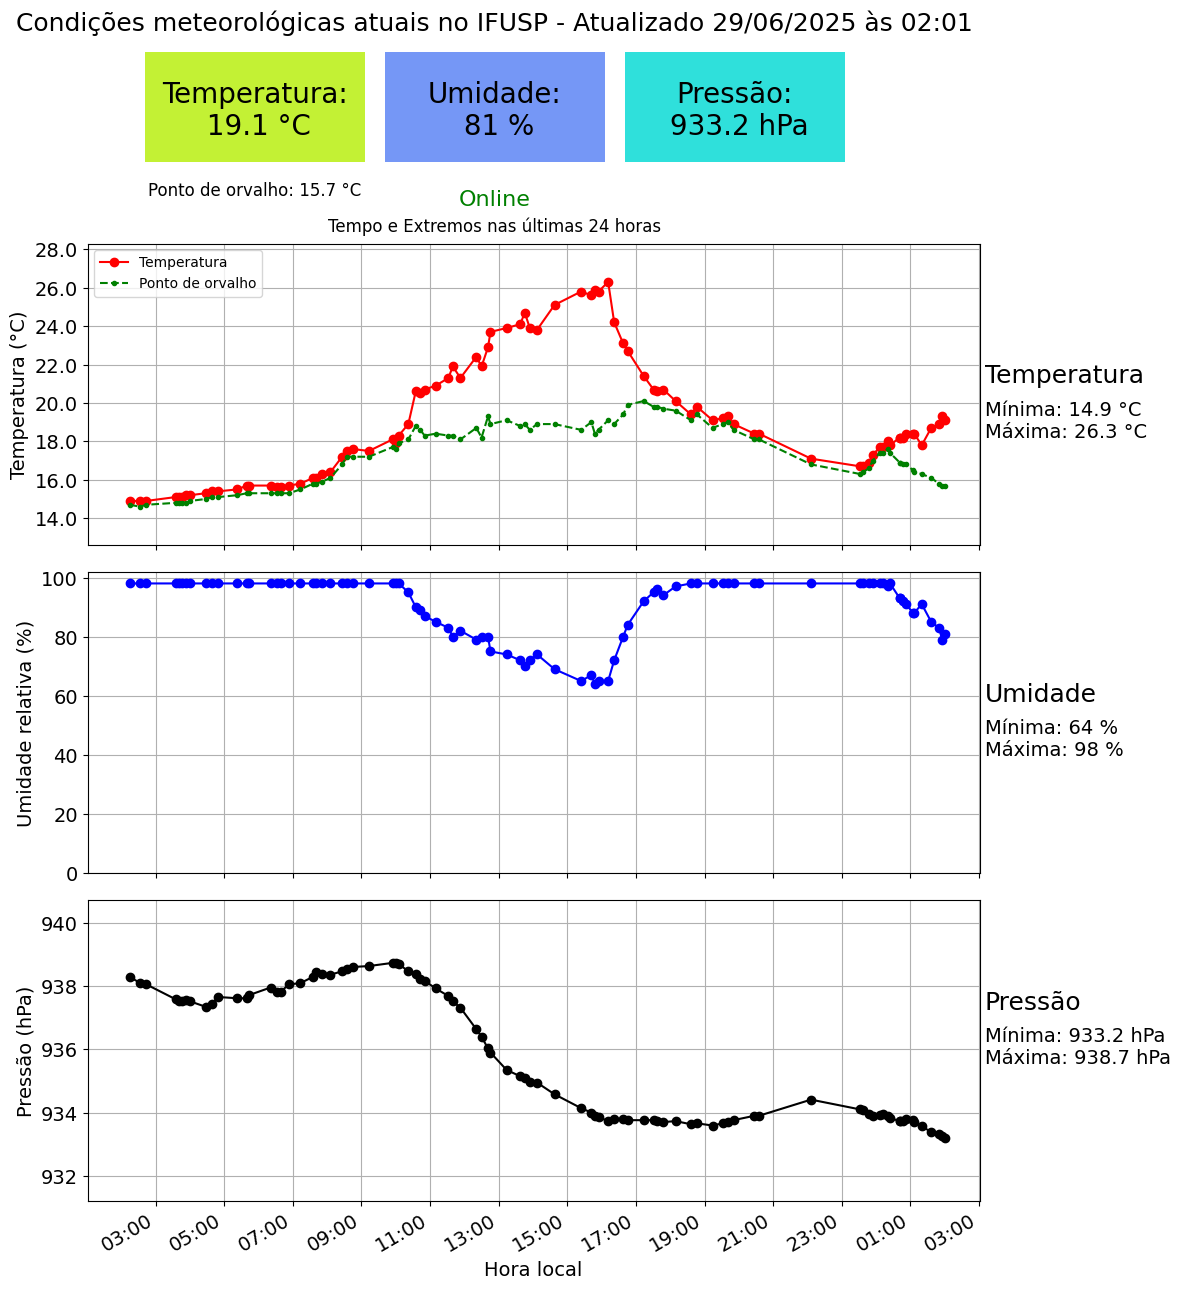 Condições meteorológicas atuais no IFUSP - Atualizado 29/06/2025 às 02:01
Temperatura:
19.1 °C
Umidade:
81 %
Pressão:
933.2 hPa
Ponto de orvalho: 15.7 °C
Online
Tempo e Extremos nas últimas 24 horas
Temperatura (°C)
28.0
26.0
24.0
22.0
20.0
18.0
16.0
14.0
Temperatura
Ponto de orvalho
Temperatura
Mínima: 14.9 °C
Máxima: 26.3 °C
Umidade relativa (%)
100
80
60
40
20
0
Umidade
Mínima: 64 %
Máxima: 98 %
Pressão (hPa)
940
938
936
934
932
Pressão
Mínima: 933.2 hPa
Máxima: 938.7 hPa
03:00
05:00
07:00
09:00
11:00
13:00
15:00
17:00
19:00
21:00
23:00
01:00
03:00
Hora local